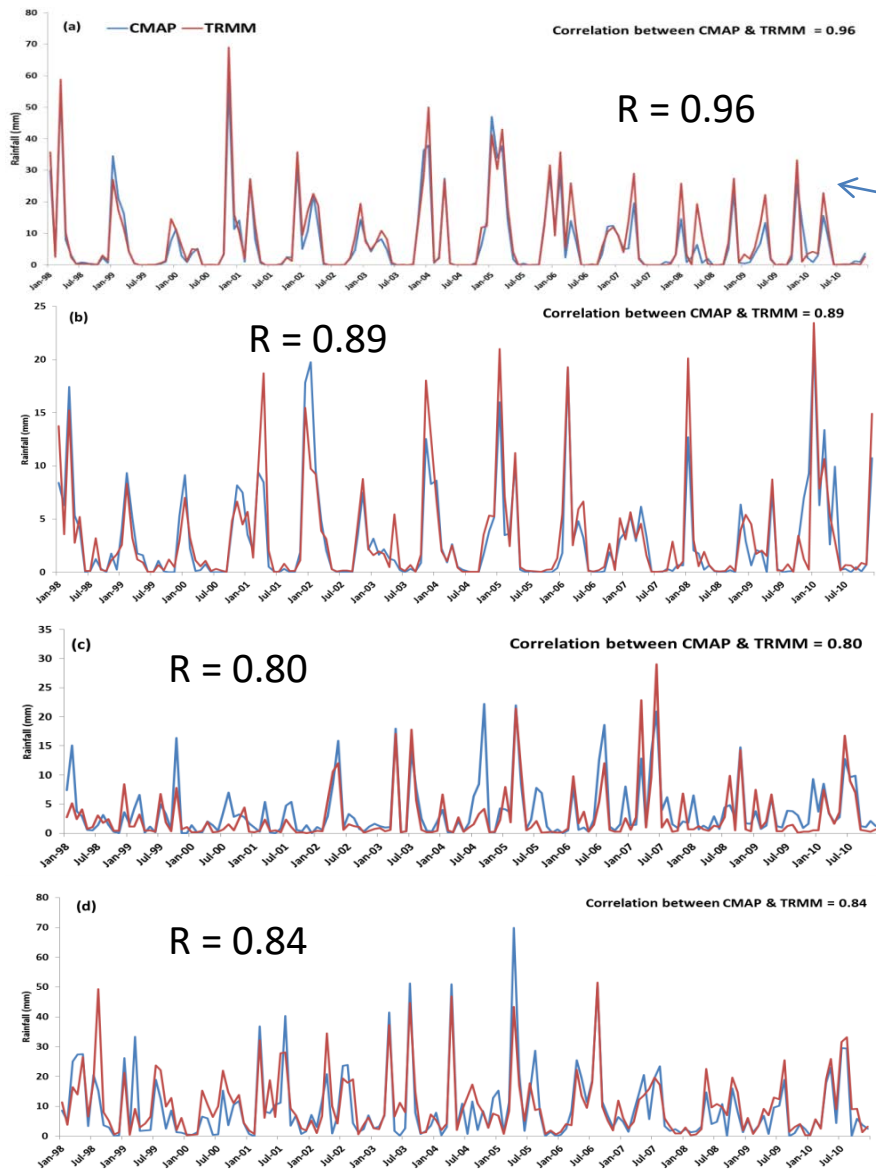 (a) CMAP TRMM Correlation between CMAP & TRMM = 0.96
R = 0.96
Rainfall (mm)
80
70
60
50
40
30
20
10
0
Jan-98 Jul-98 Jan-99 Jul-99 Jan-00 Jul-00 Jan-01 Jul-01 Jan-02 Jul-02 Jan-03 Jul-03 Jan-04 Jul-04 Jan-05 Jul-05 Jan-06 Jul-06 Jan-07 Jul-07 Jan-08 Jul-08 Jan-09 Jul-09 Jan-10 Jul-10
(b) Correlation between CMAP & TRMM = 0.89
R = 0.89
Rainfall (mm)
25
20
15
10
5
0
Jan-98 Jul-98 Jan-99 Jul-99 Jan-00 Jul-00 Jan-01 Jul-01 Jan-02 Jul-02 Jan-03 Jul-03 Jan-04 Jul-04 Jan-05 Jul-05 Jan-06 Jul-06 Jan-07 Jul-07 Jan-08 Jul-08 Jan-09 Jul-09 Jan-10 Jul-10
(c) Correlation between CMAP & TRMM = 0.80
R = 0.80
Rainfall (mm)
35
30
25
20
15
10
5
0
Jan-98 Jul-98 Jan-99 Jul-99 Jan-00 Jul-00 Jan-01 Jul-01 Jan-02 Jul-02 Jan-03 Jul-03 Jan-04 Jul-04 Jul-05 Jan-05 Jan-06 Jul-06 Jan-07 Jul-07 Jan-08 Jul-08 Jan-09 Jul-09 Jan-10 Jul-10
(d) Correlation between CMAP & TRMM = 0.84
R = 0.84
Rainfall (mm)
80
70
60
50
40
30
20
10
0
Jan-98 Jul-98 Jan-99 Jul-99 Jan-00 Jul-00 Jan-01 Jul-01 Jan-02 Jul-02 Jan-03 Jul-03 Jan-04 Jul-04 Jan-05 Jul-05 Jan-06 Jul-06 Jan-07 Jul-07 Jan-08 Jul-08 Jan-09 Jul-09 Jan-10 Jul-10